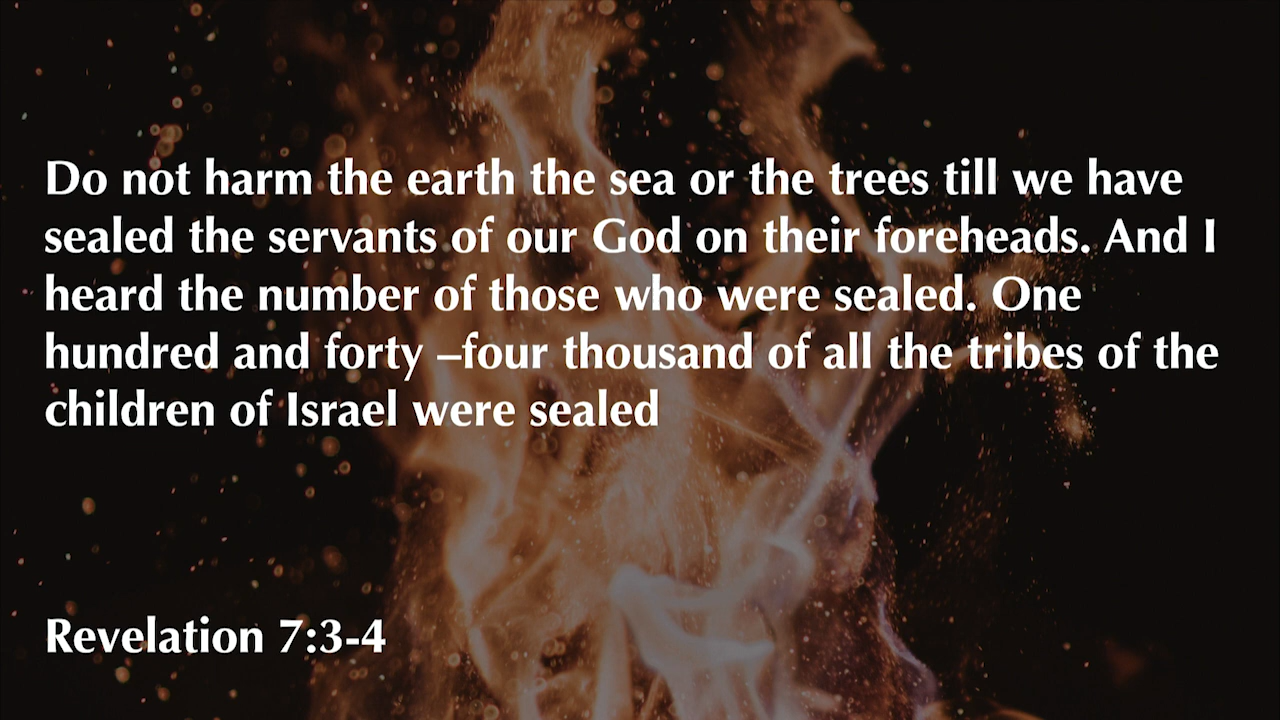 Do not harm the earth the sea or the trees till we have
sealed the servants of our God on their foreheads. And I
heard the number of those who were sealed. One
hundred and forty –four thousand of all the tribes of the
children of Israel were sealed
Revelation 7:3-4